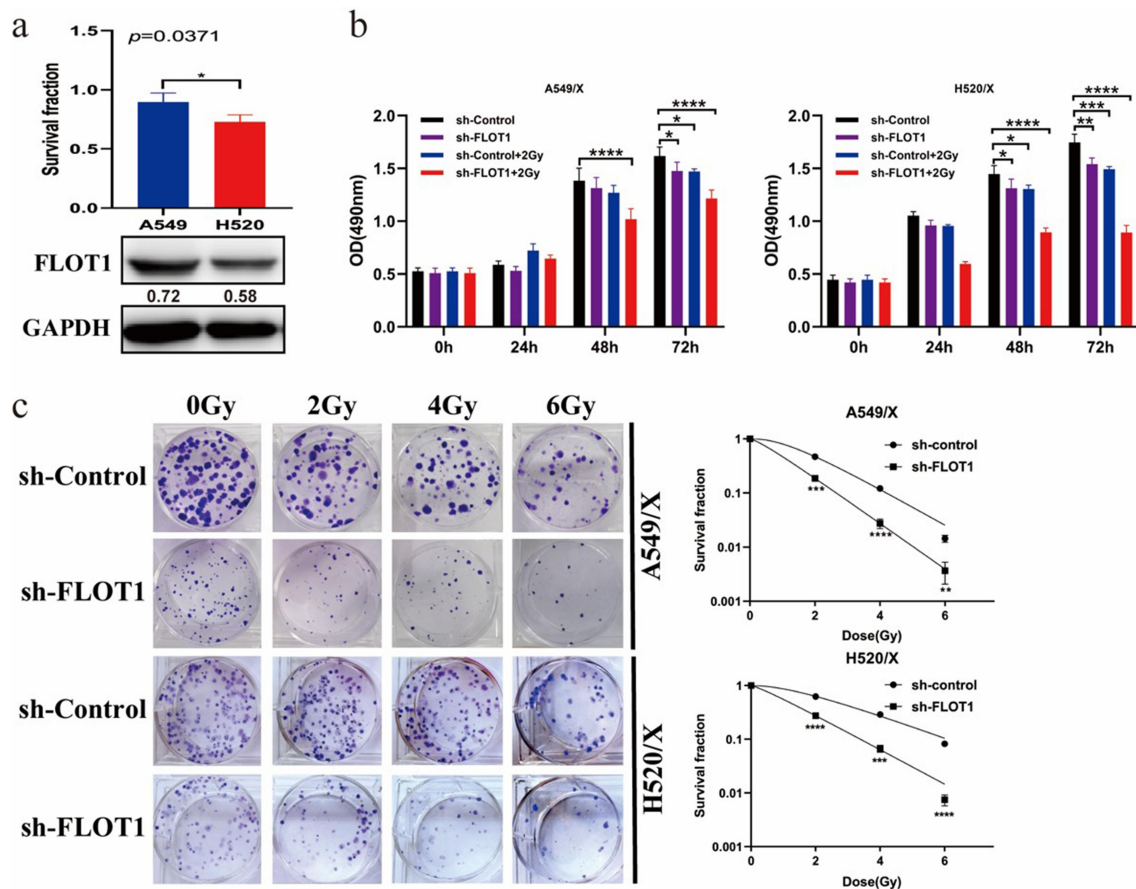 a
p=0.0371
*
Survival fraction
1.5
1.0
0.5
0.0
A549 H520
FLOT1
0.72 0.58
GAPDH
b
A549/X
sh-Control
sh-FLOT1
sh-Control+2Gy
sh-FLOT1+2Gy
****
****
*
*
OD(490nm)
2.0
1.5
1.0
0.5
0.0
0h 24h 48h 72h
H520/X
sh-Control
sh-FLOT1
sh-Control+2Gy
sh-FLOT1+2Gy
****
*
*
****
***
**
OD(490nm)
2.0
1.5
1.0
0.5
0.0
0h 24h 48h 72h
c
0Gy 2Gy 4Gy 6Gy
sh-Control
sh-FLOT1
A549/X
sh-Control
sh-FLOT1
H520/X
A549/X
sh-control
sh-FLOT1
Survival fraction
1
0.1
0.01
0.001
***
****
**
0 2 4 6
Dose(Gy)
H520/X
sh-control
sh-FLOT1
Survival fraction
1
0.1
0.01
0.001
****
***
****
0 2 4 6
Dose(Gy)